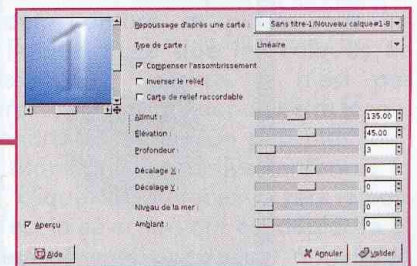 1
Repoussage d'après une carte : Sans titre-1/Nouveau calque#1-8
Type de carte : Linéaire
Compenser l'assombrissement
Inverser le relief
Carte de relief raccordable
Azimut : 135.00
Élévation : 45.00
Profondeur : 3
Décalage X : 0
Décalage Y : 0
Niveau de la mer : 0
Ambiant : 0
Aperçu
Aide Annuler Valider